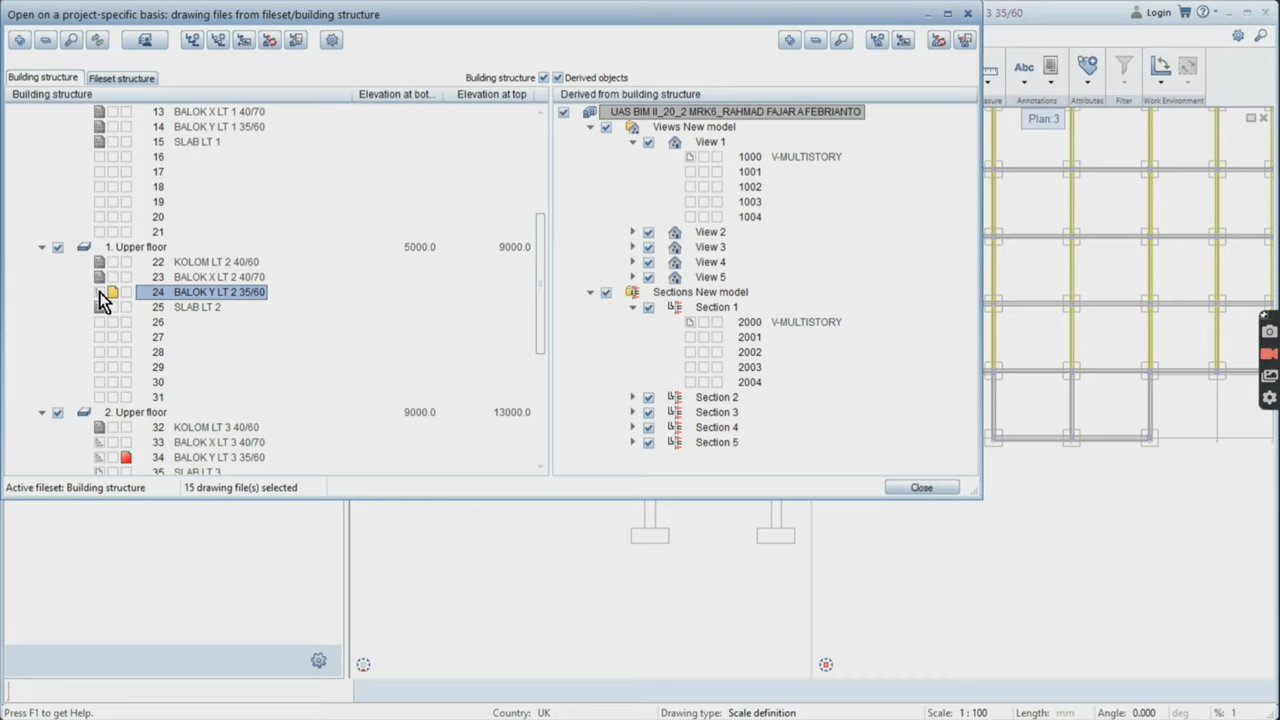 Open on a project-specific basis: drawing files from fileset/building structure
3 35/60
Login
Building structure
Fileset structure
Building structure
Derived objects
Building structure
Elevation at bot...
Elevation at top
Derived from building structure
Abc
Annotations
Attributes
Filter
Work Environment
Plan:3
13 BALOK X LT 1 40/70
14 BALOK Y LT 1 35/60
15 SLAB LT 1
16
17
18
19
20
21
1. Upper floor 5000.0 9000.0
22 KOLOM LT 2 40/60
23 BALOK X LT 2 40/70
24 BALOK Y LT 2 35/60
25 SLAB LT 2
26
27
28
29
30
31
2. Upper floor 9000.0 13000.0
32 KOLOM LT 3 40/60
33 BALOK X LT 3 40/70
34 BALOK Y LT 3 35/60
35 SLAB LT 3
UAS BIM II_20_2 MRK6_RAHMAD FAJAR A FEBRIANTO
Views New model
View 1
1000 V-MULTISTORY
1001
1002
1003
1004
View 2
View 3
View 4
View 5
Sections New model
Section 1
2000 V-MULTISTORY
2001
2002
2003
2004
Section 2
Section 3
Section 4
Section 5
Active fileset: Building structure
15 drawing file(s) selected
Close
Press F1 to get Help.
Country: UK
Drawing type: Scale definition
Scale: 1 : 100
Length: mm
Angle: 0.000 deg
%: 1